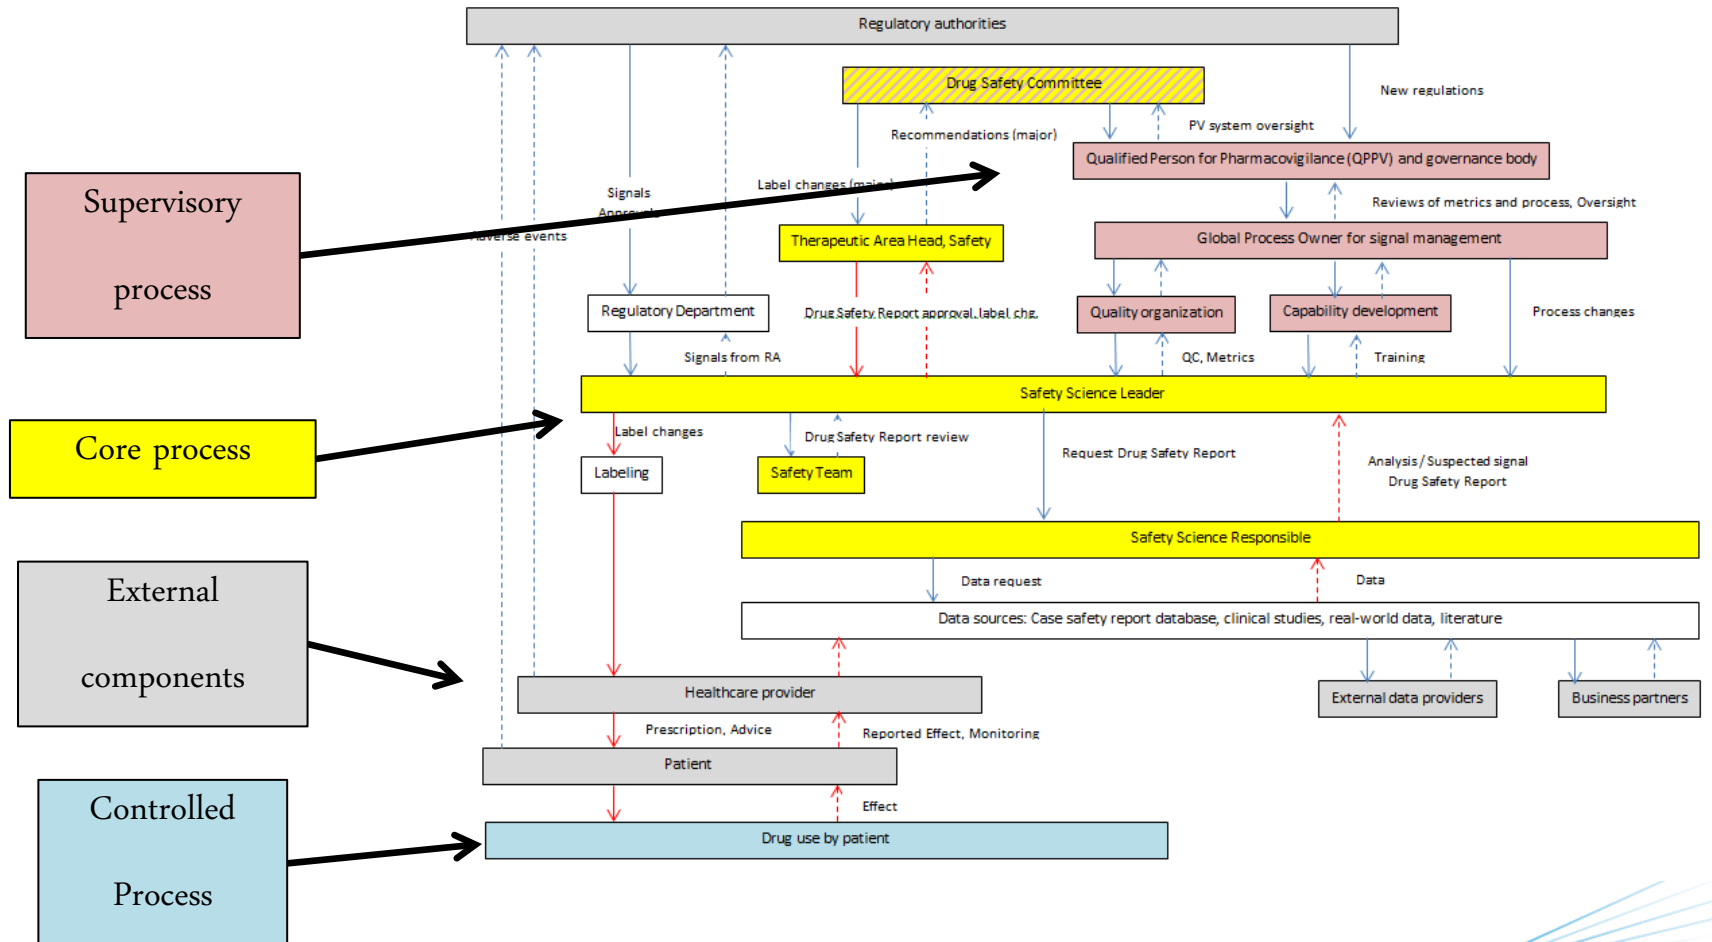 Regulatory authorities
Drug Safety Committee
New regulations
Recommendations (major)
PV system oversight
Qualified Person for Pharmacovigilance (QPPV) and governance body
Supervisory
process
Label changes (major)
Signals
Approvals
Reviews of metrics and process, Oversight
Adverse events
Therapeutic Area Head, Safety
Global Process Owner for signal management
Regulatory Department
Drug Safety Report approval, label chg.
Quality organization
Capability development
Process changes
Signals from RA
QC, Metrics
Training
Safety Science Leader
Core process
Label changes
Drug Safety Report review
Request Drug Safety Report
Analysis / Suspected signal
Drug Safety Report
Labeling
Safety Team
Safety Science Responsible
External
components
Data request
Data
Data sources: Case safety report database, clinical studies, real-world data, literature
Healthcare provider
External data providers
Business partners
Prescription, Advice
Reported Effect, Monitoring
Patient
Controlled
Process
Effect
Drug use by patient